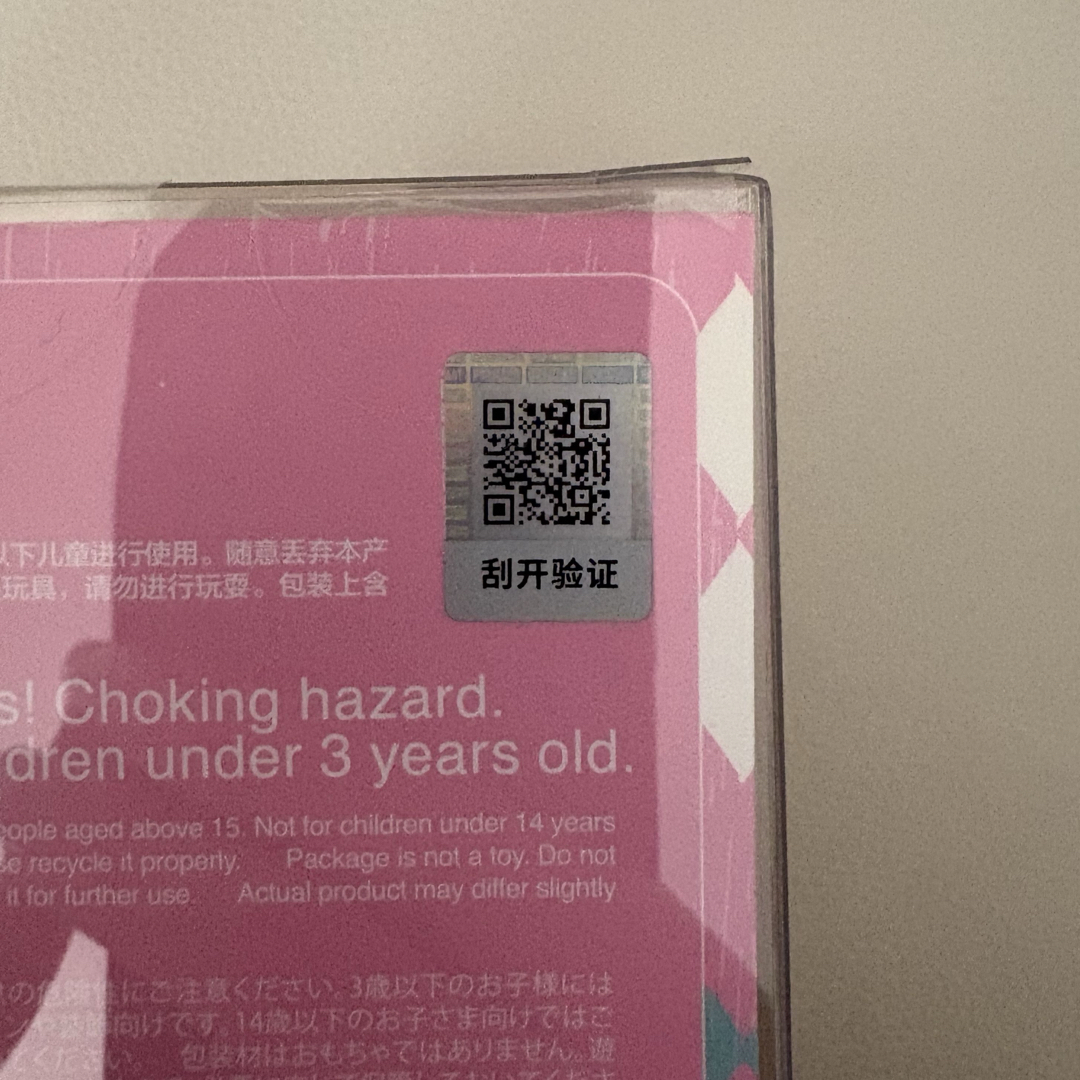 刮开验证
以下儿童进行使用。随意丢弃本产
玩具，请勿进行玩耍。包装上含
s! Choking hazard.
dren under 3 years old.
eople aged above 15. Not for children under 14 years
se recycle it properly. Package is not a toy. Do not
it for further use. Actual product may differ slightly
にご注意ください。3歳以下のお子様には
向けです。14歳以下のお子さま向けではご
てください。 包装材はおもちゃではありません。遊